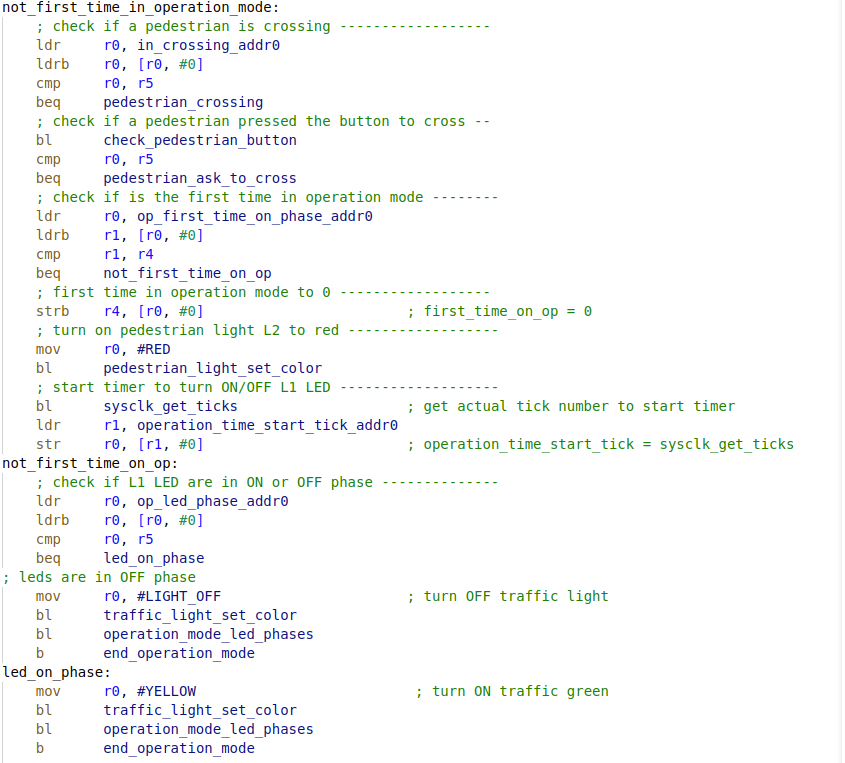 not_first_time_in_operation_mode:
    ; check if a pedestrian is crossing ------------------
    ldr     r0, in_crossing_addr0
    ldrb    r0, [r0, #0]
    cmp     r0, r5
    beq     pedestrian_crossing
    ; check if a pedestrian pressed the button to cross --
    bl      check_pedestrian_button
    cmp     r0, r5
    beq     pedestrian_ask_to_cross
    ; check if is the first time in operation mode --------
    ldr     r0, op_first_time_on_phase_addr0
    ldrb    r1, [r0, #0]
    cmp     r1, r4
    beq     not_first_time_on_op
    ; first time in operation mode to 0 ------------------
    strb    r4, [r0, #0]                        ; first_time_on_op = 0
    ; turn on pedestrian light L2 to red ------------------
    mov     r0, #RED
    bl      pedestrian_light_set_color
    ; start timer to turn ON/OFF L1 LED -------------------
    bl      sysclk_get_ticks                    ; get actual tick number to start timer
    ldr     r1, operation_time_start_tick_addr0
    str     r0, [r1, #0]                        ; operation_time_start_tick = sysclk_get_ticks
not_first_time_on_op:
    ; check if L1 LED are in ON or OFF phase --------------
    ldr     r0, op_led_phase_addr0
    ldrb    r0, [r0, #0]
    cmp     r0, r5
    beq     led_on_phase
; leds are in OFF phase
    mov     r0, #LIGHT_OFF                      ; turn OFF traffic light
    bl      traffic_light_set_color
    bl      operation_mode_led_phases
    b       end_operation_mode
led_on_phase:
    mov     r0, #YELLOW                          ; turn ON traffic green
    bl      traffic_light_set_color
    bl      operation_mode_led_phases
    b       end_operation_mode